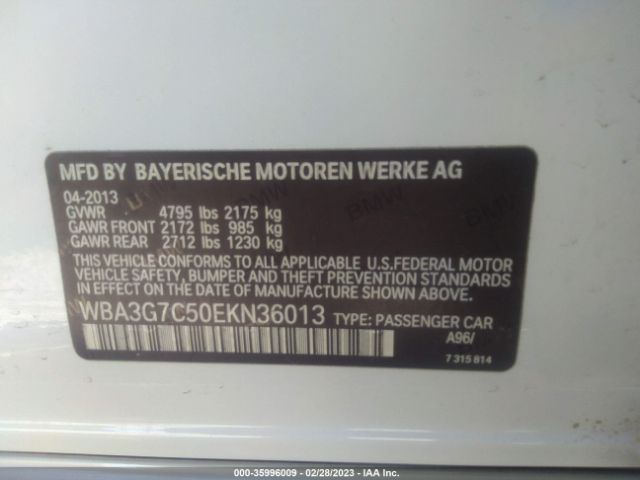 MFD BY BAYERISCHE MOTOREN WERKE AG
04-2013
GVWR 4795 lbs 2175 kg
GAWR FRONT 2172 lbs 985 kg
GAWR REAR 2712 lbs 1230 kg
THIS VEHICLE CONFORMS TO ALL APPLICABLE U.S.FEDERAL MOTOR
VEHICLE SAFETY, BUMPER AND THEFT PREVENTION STANDARDS
IN EFFECT ON THE DATE OF MANUFACTURE SHOWN ABOVE.
WBA3G7C50EKN36013 TYPE: PASSENGER CAR
A96/
7 315 814
000-35996009 — 02/28/2023 — IAA Inc.